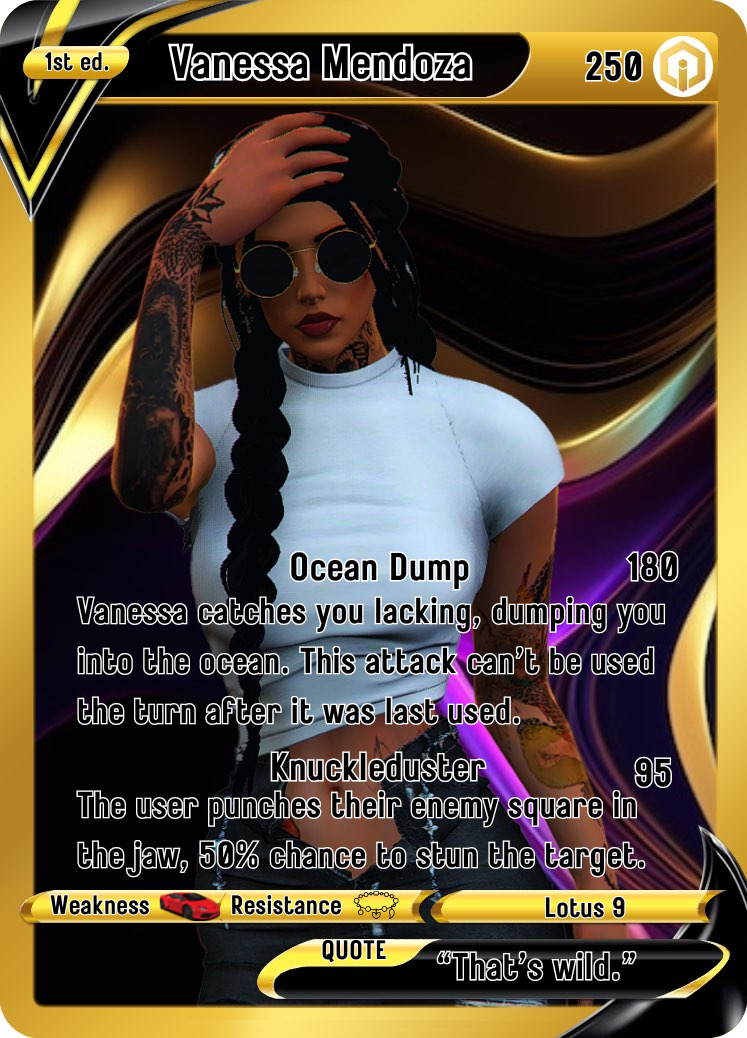 1st ed.
Vanessa Mendoza
250
Ocean Dump
180
Vanessa catches you lacking, dumping you
into the ocean. This attack can't be used
the turn after it was last used.
Knuckleduster
95
The user punches their enemy square in
the jaw, 50% chance to stun the target.
Weakness
Resistance
Lotus 9
QUOTE
“That's wild.”